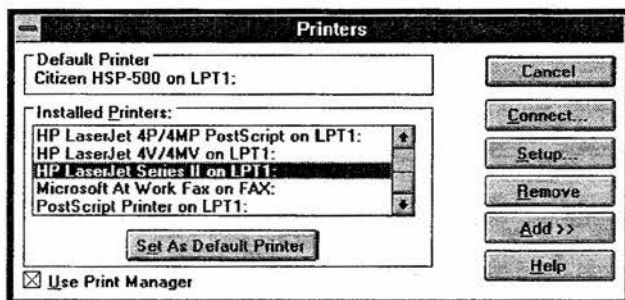 Printers
Default Printer
Citizen HSP-500 on LPT1:
Installed Printers:
HP LaserJet 4P/4MP PostScript on LPT1:
HP LaserJet 4V/4MV on LPT1:
HP LaserJet Series II on LPT1:
Microsoft At Work Fax on FAX:
PostScript Printer on LPT1:
Set As Default Printer
Use Print Manager
Cancel
Connect...
Setup...
Remove
Add >>
Help